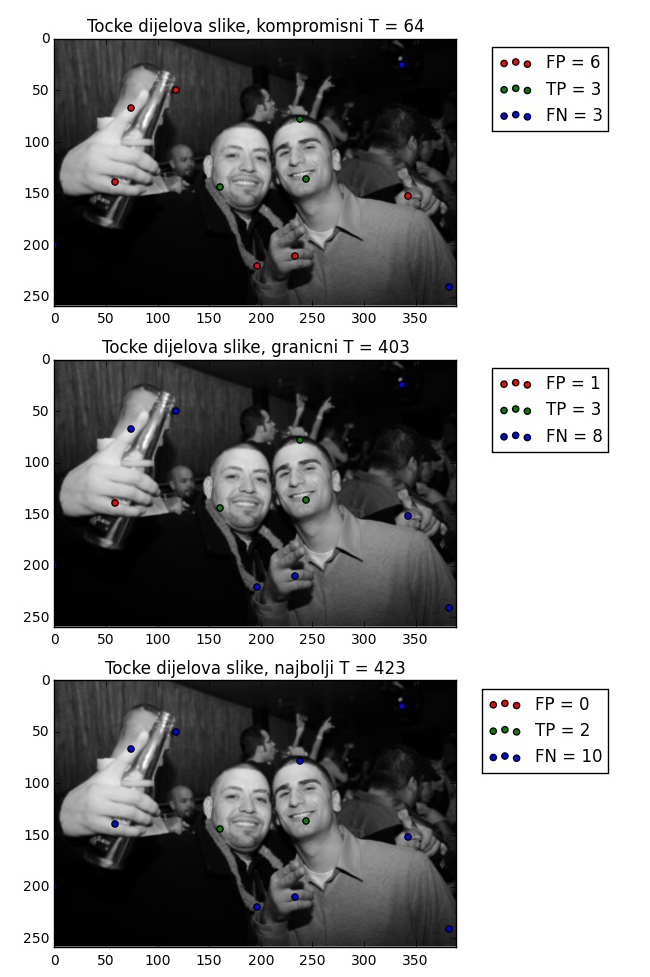 Tocke dijelova slike, kompromisni T = 64
0
50
100
150
200
250
0 50 100 150 200 250 300 350
FP = 6
TP = 3
FN = 3
Tocke dijelova slike, granicni T = 403
0
50
100
150
200
250
0 50 100 150 200 250 300 350
FP = 1
TP = 3
FN = 8
Tocke dijelova slike, najbolji T = 423
0
50
100
150
200
250
0 50 100 150 200 250 300 350
FP = 0
TP = 2
FN = 10